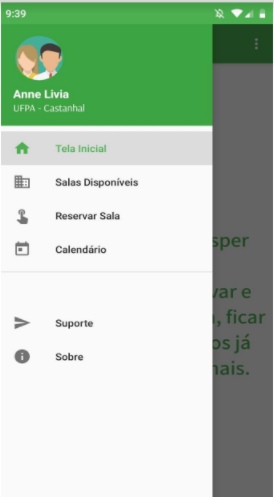 9:39
Anne Livia
UFPA - Castanhal
Tela Inicial
Salas Disponíveis
Reservar Sala
Calendário
sper
var e
, ficar
os já
nais.
Suporte
Sobre